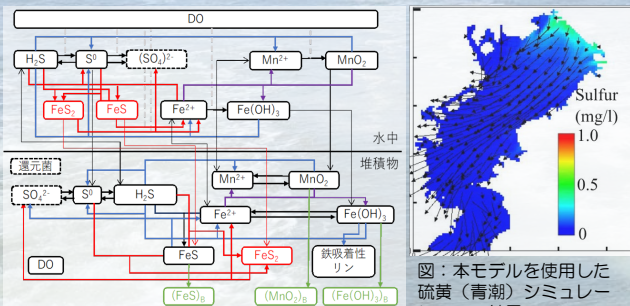 DO
H₂S S⁰ (SO₄)²⁻ Mn²⁺ MnO₂
FeS₂ FeS Fe²⁺ Fe(OH)₃
水中
堆積物
還元菌
SO₄²⁻ S⁰ H₂S Mn²⁺ MnO₂
Fe²⁺ Fe(OH)₃
DO FeS FeS₂ 鉄吸着性
リン
(FeS)B (MnO₂)B (Fe(OH)₃)B
Sulfur
(mg/l)
1.0
0.5
0
図：本モデルを使用した
硫黄（青潮）シミュレー